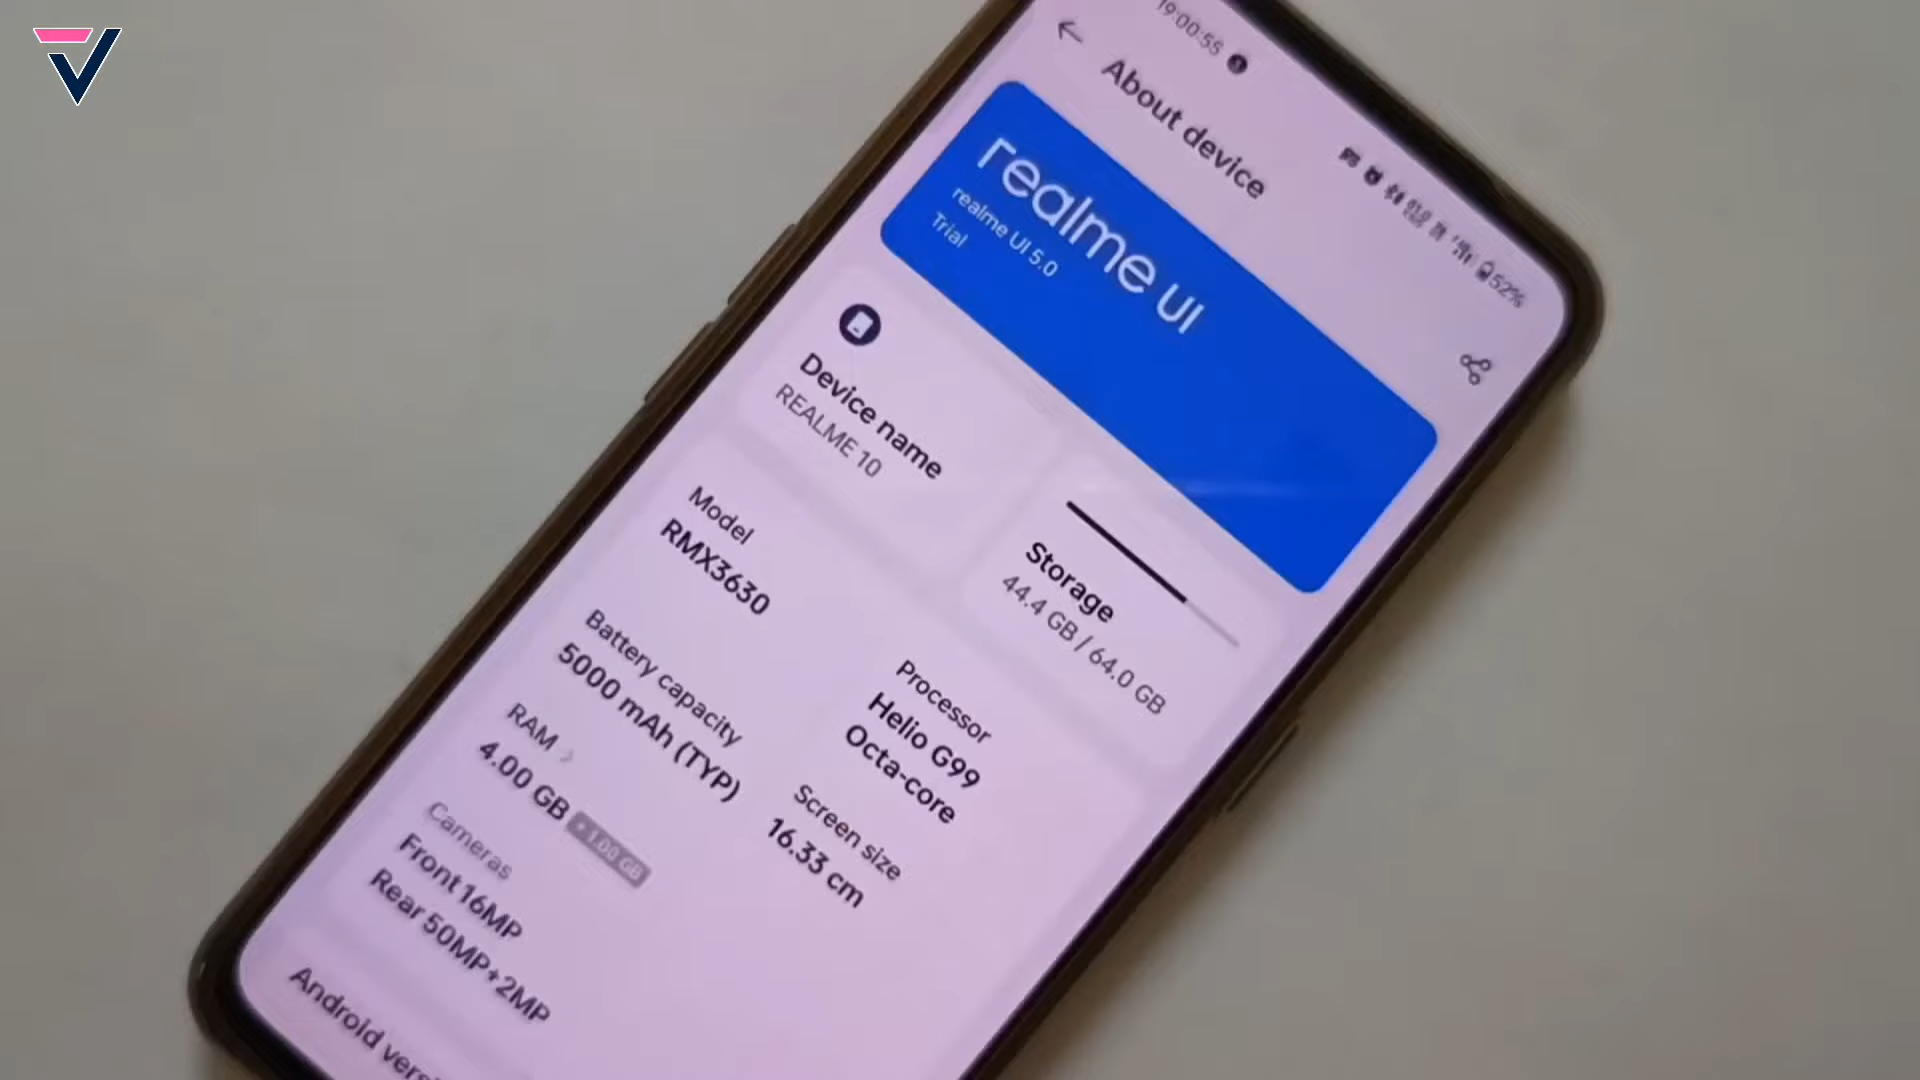 19:00:55
52%
About device
realme UI
realme UI 5.0
Trial
Device name
REALME 10
Storage
44.4 GB / 64.0 GB
Model
RMX3630
Processor
Helio G99
Octa-core
Battery capacity
5000 mAh (TYP)
Screen size
16.33 cm
RAM
4.00 GB + 1.00 GB
Cameras
Front 16MP
Rear 50MP+2MP
Android